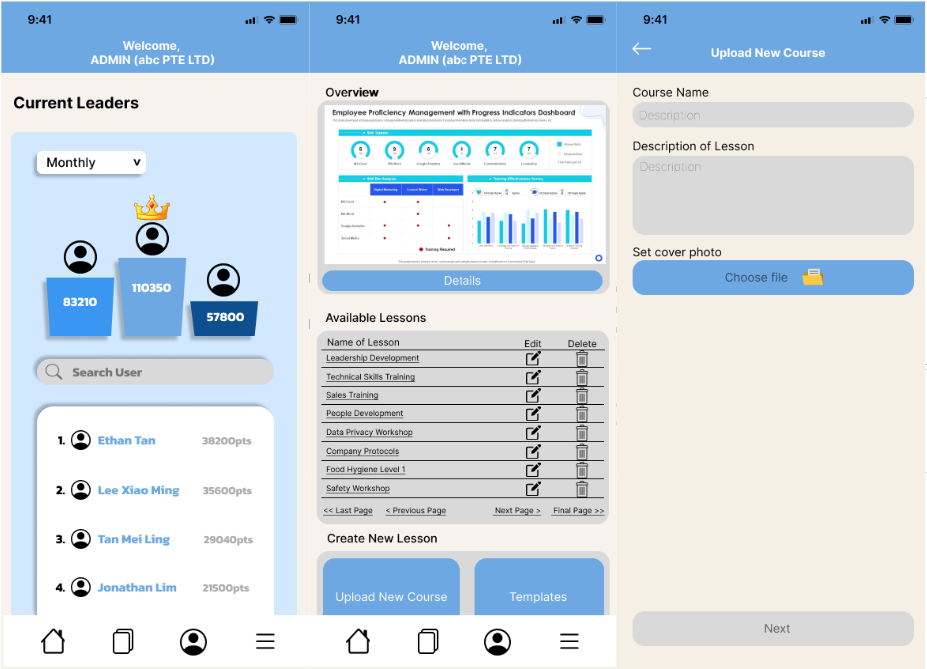 9:41
Welcome,
ADMIN (abc PTE LTD)
Current Leaders
Monthly
83210
110350
57800
Search User
1. Ethan Tan 38200pts
2. Lee Xiao Ming 35600pts
3. Tan Mei Ling 29040pts
4. Jonathan Lim 21500pts
9:41
Welcome,
ADMIN (abc PTE LTD)
Overview
Employee Proficiency Management with Progress Indicators Dashboard
Training Required
Details
Available Lessons
Name of Lesson Edit Delete
Leadership Development
Technical Skills Training
Sales Training
People Development
Data Privacy Workshop
Company Protocols
Food Hygiene Level 1
Safety Workshop
<< Last Page < Previous Page Next Page > Final Page >>
Create New Lesson
Upload New Course Templates
9:41
Upload New Course
Course Name
Description
Description of Lesson
Description
Set cover photo
Choose file
Next